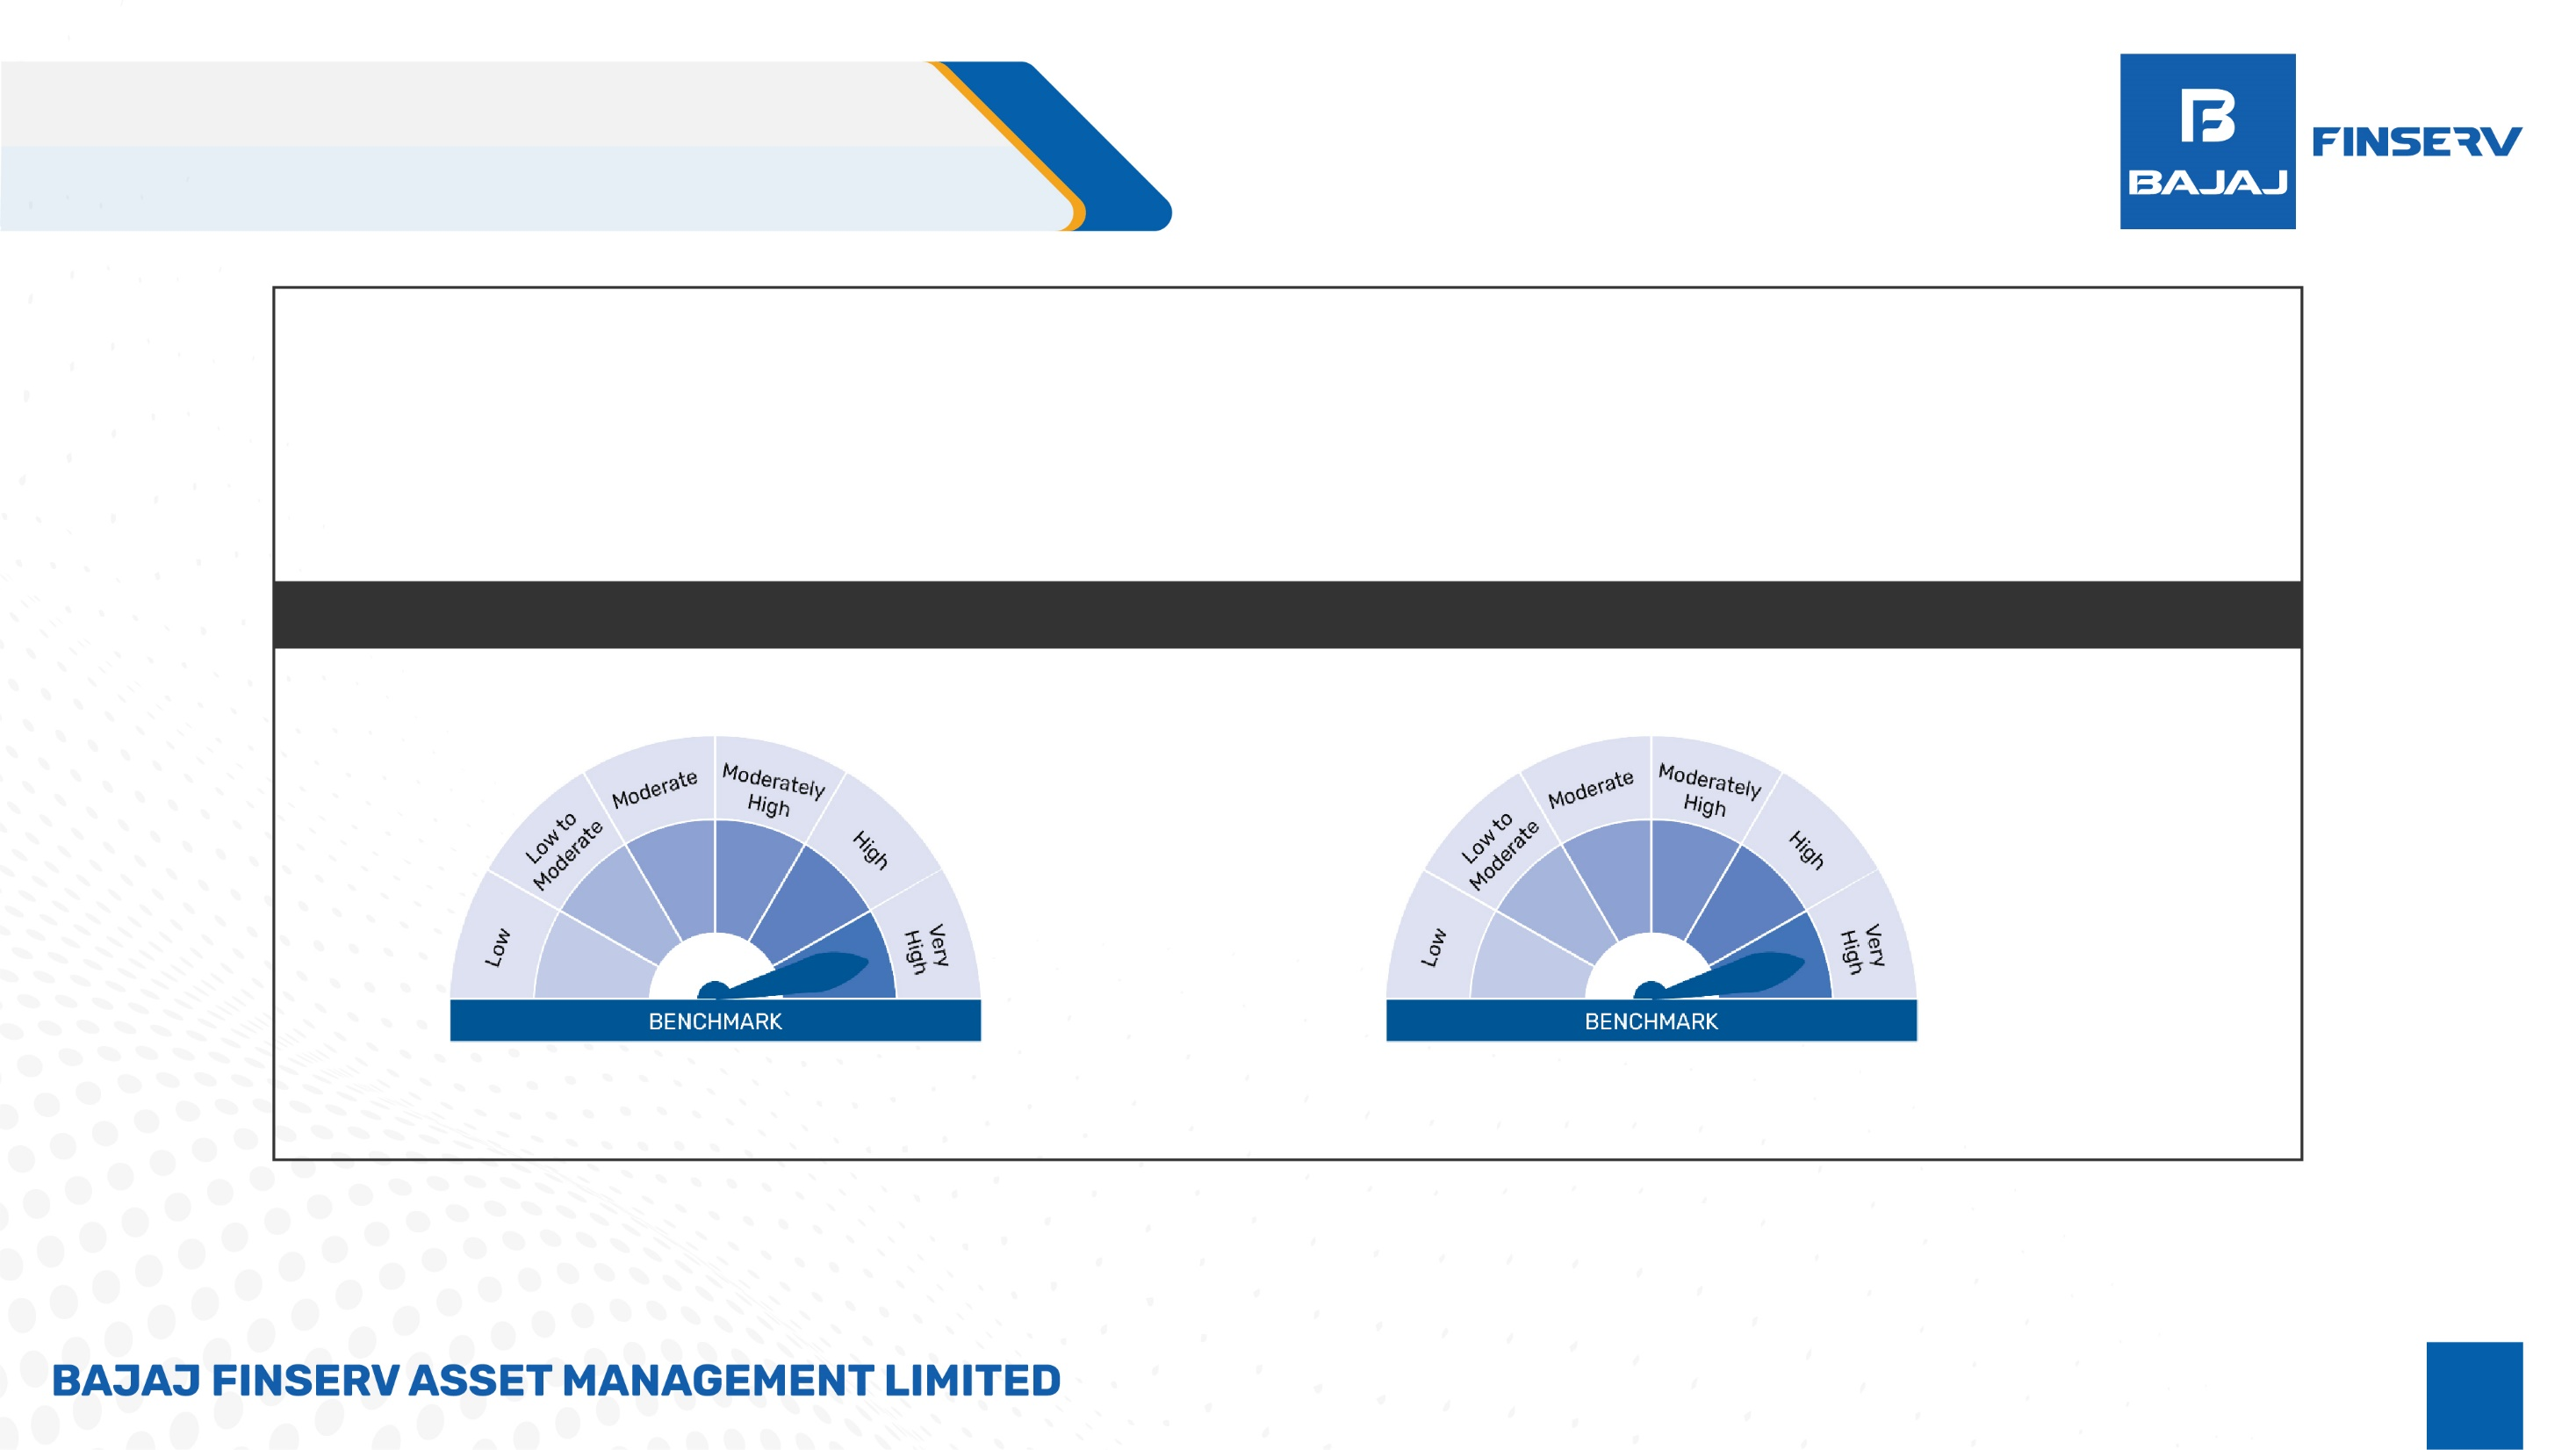 BAJAJ
FINSERV
Low
Low to
Moderate
Moderate
Moderately
High
High
Very
High
BENCHMARK
Low
Low to
Moderate
Moderate
Moderately
High
High
Very
High
BENCHMARK
BAJAJ FINSERV ASSET MANAGEMENT LIMITED